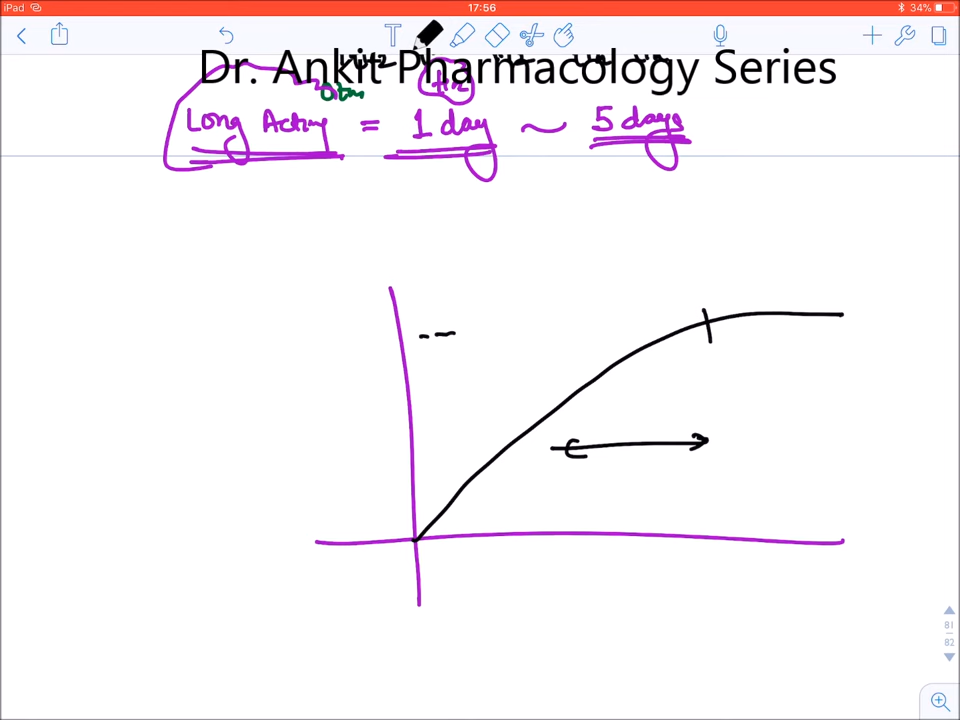 iPad 17:56 34%
Dr. Ankit Pharmacology Series
Long Acting = 1 day ~ 5 days
81
82